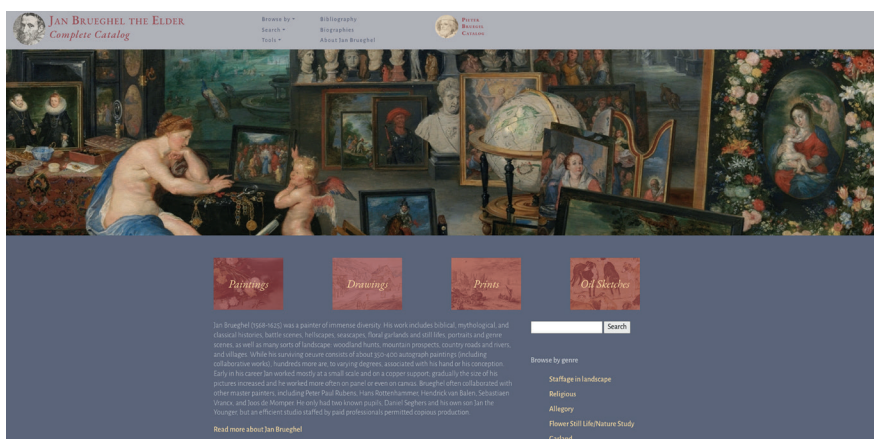 JAN BRUEGHEL THE ELDER
Complete Catalog
Browse by
Search
Tools
Bibliography
Biographies
About Jan Brueghel
PIETER
BRUEGEL
CATALOG
Paintings
Drawings
Prints
Oil Sketches
Jan Brueghel (1568-1625) was a painter of immense diversity. His work includes biblical, mythological, and
classical histories, battle scenes, hellscapes, seascapes, floral garlands and still lifes, portraits and genre
scenes, as well as many sorts of landscape: woodland hunts, mountain prospects, country roads and rivers,
and villages. While his surviving oeuvre consists of about 350-400 autograph paintings (including
collaborative works), hundreds more are, to varying degrees, associated with his hand or his conception.
Early in his career Jan worked mostly at a small scale and on a copper support; gradually the size of his
pictures increased and he worked more often on panel or even on canvas. Brueghel often collaborated with
other master painters, including Peter Paul Rubens, Hans Rottenhammer, Hendrick van Balen, Sebastiaen
Vrancx, and Joos de Momper. He only had two known pupils, Daniel Seghers and his own son Jan the
Younger, but an efficient studio staffed by paid professionals permitted copious production.
Read more about Jan Brueghel
Search
Browse by genre
Staffage in landscape
Religious
Allegory
Flower Still Life/Nature Study
Garland